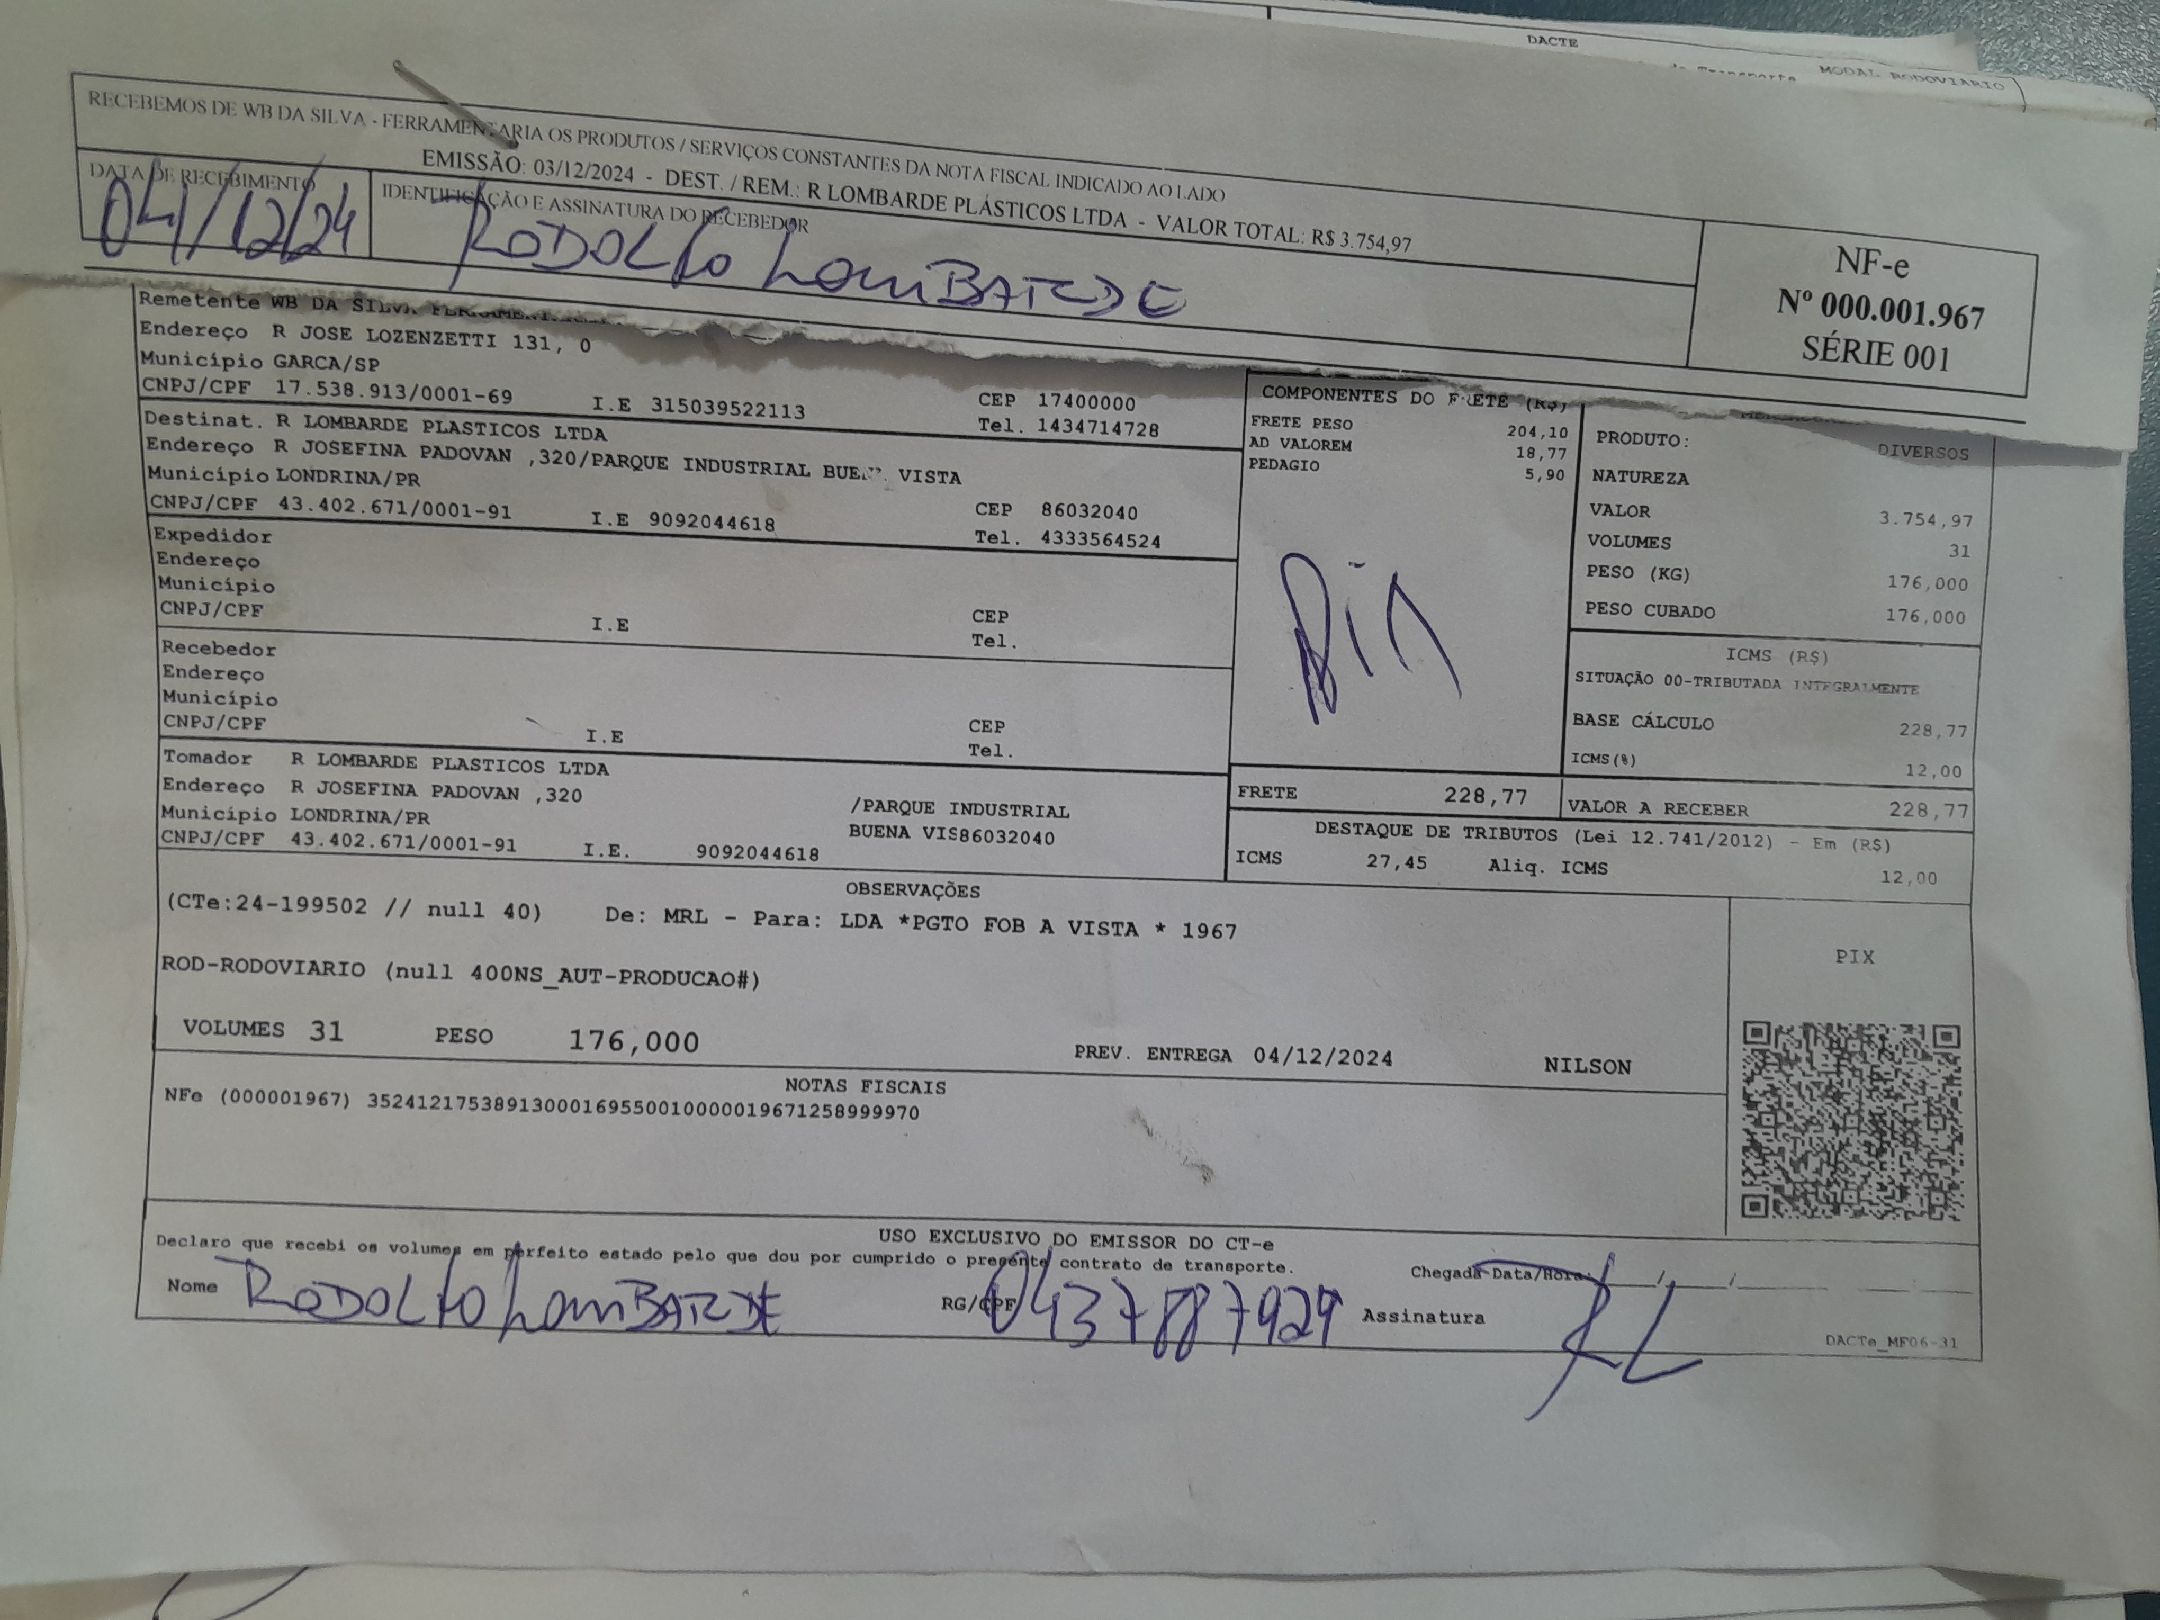 DACTE
MODAL RODOVIARIO
RECEBEMOS DE WB DA SILVA - FERRAMENTARIA OS PRODUTOS / SERVIÇOS CONSTANTES DA NOTA FISCAL INDICADO AO LADO
EMISSÃO: 03/12/2024 - DEST. / REM.: R LOMBARDE PLÁSTICOS LTDA - VALOR TOTAL: R$ 3.754,97
DATA DE RECEBIMENTO
04/12/24
IDENTIFICAÇÃO E ASSINATURA DO RECEBEDOR
RODOLFO LOMBARDE
NF-e
Nº 000.001.967
SÉRIE 001
Remetente WB DA SILVA
Endereço R JOSE LOZENZETTI 131, 0
Município GARCA/SP
CNPJ/CPF 17.538.913/0001-69 I.E 315039522113
CEP 17400000
Tel. 1434714728
Destinat. R LOMBARDE PLASTICOS LTDA
Endereço R JOSEFINA PADOVAN ,320/PARQUE INDUSTRIAL VISTA
Município LONDRINA/PR
CNPJ/CPF 43.402.671/0001-91 I.E 9092044618
CEP 86032040
Tel. 4333564524
Expedidor
Endereço
Município
CNPJ/CPF I.E
CEP
Tel.
Recebedor
Endereço
Município
CNPJ/CPF I.E
CEP
Tel.
Tomador R LOMBARDE PLASTICOS LTDA
Endereço R JOSEFINA PADOVAN ,320 /PARQUE INDUSTRIAL
Município LONDRINA/PR BUENA VIS86032040
CNPJ/CPF 43.402.671/0001-91 I.E. 9092044618
COMPONENTES DO FRETE (R$)
FRETE PESO 204,10
AD VALOREM 18,77
PEDAGIO 5,90
FRETE 228,77
PRODUTO: DIVERSOS
NATUREZA
VALOR 3.754,97
VOLUMES 31
PESO (KG) 176,000
PESO CUBADO 176,000
ICMS (R$)
SITUAÇÃO 00-TRIBUTADA INTEGRALMENTE
BASE CÁLCULO 228,77
ICMS(%) 12,00
VALOR A RECEBER 228,77
DESTAQUE DE TRIBUTOS (Lei 12.741/2012) - Em (R$)
ICMS 27,45 Aliq. ICMS 12,00
OBSERVAÇÕES
(CTe:24-199502 // null 40) De: MRL - Para: LDA *PGTO FOB A VISTA * 1967
ROD-RODOVIARIO (null 400NS_AUT-PRODUCAO#)
VOLUMES 31 PESO 176,000
PREV. ENTREGA 04/12/2024 NILSON
PIX
NOTAS FISCAIS
NFe (000001967) 35241217538913000169550010000019671258999970
USO EXCLUSIVO DO EMISSOR DO CT-e
Declaro que recebi os volumes em perfeito estado pelo que dou por cumprido o presente contrato de transporte.
Nome RODOLFO LOMBARDE RG/CPF 0437887929
Chegada Data/Hora: / /
Assinatura RL
DACTe_MF06-31